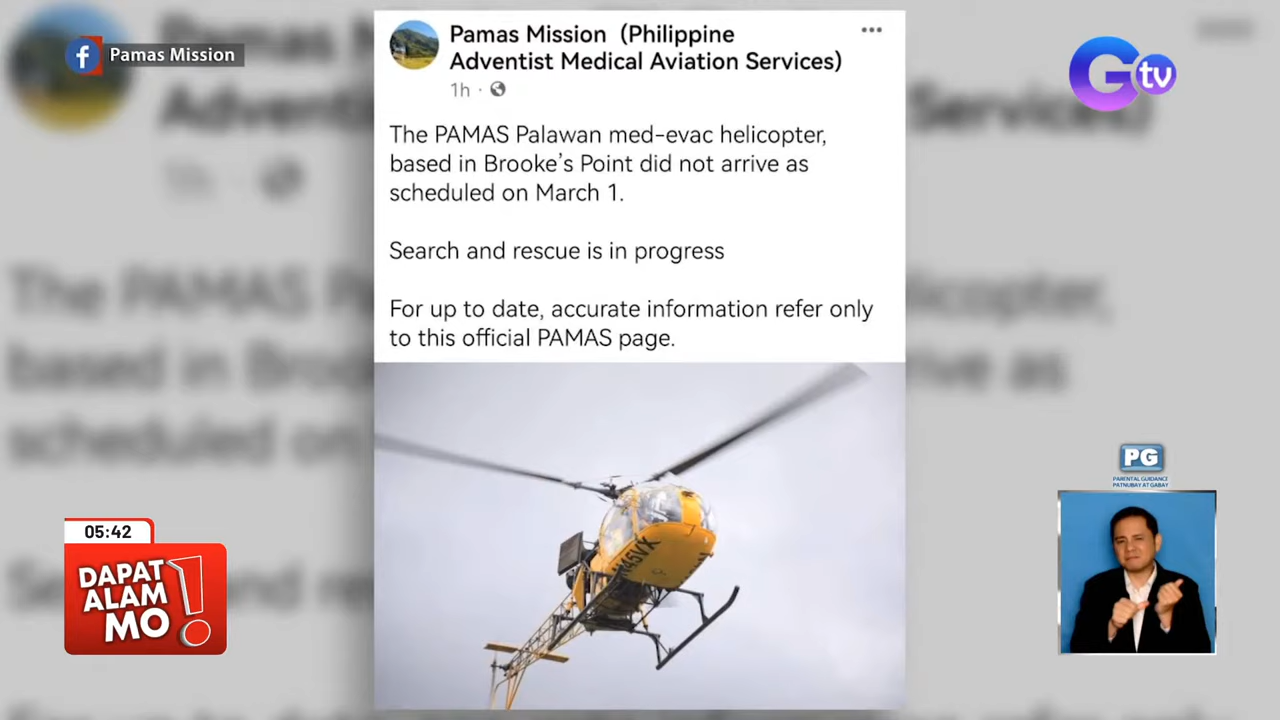 Pamas Mission
Pamas Mission (Philippine
Adventist Medical Aviation Services)
1h
The PAMAS Palawan med-evac helicopter,
based in Brooke's Point did not arrive as
scheduled on March 1.
Search and rescue is in progress
For up to date, accurate information refer only
to this official PAMAS page.
N45VX
Gtv
PG
PARENTAL GUIDANCE
PATNUBAY AT GABAY
05:42
DAPAT
ALAM
MO!